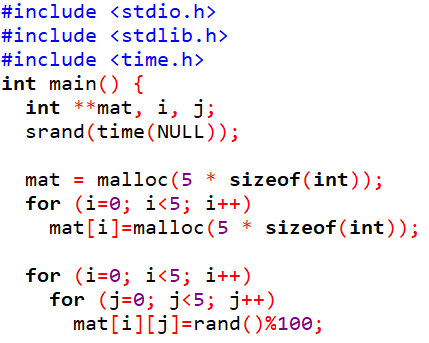 #include <stdio.h>
#include <stdlib.h>
#include <time.h>
int main() {
  int **mat, i, j;
  srand(time(NULL));

  mat = malloc(5 * sizeof(int));
  for (i=0; i<5; i++)
    mat[i]=malloc(5 * sizeof(int));

  for (i=0; i<5; i++)
    for (j=0; j<5; j++)
      mat[i][j]=rand()%100;